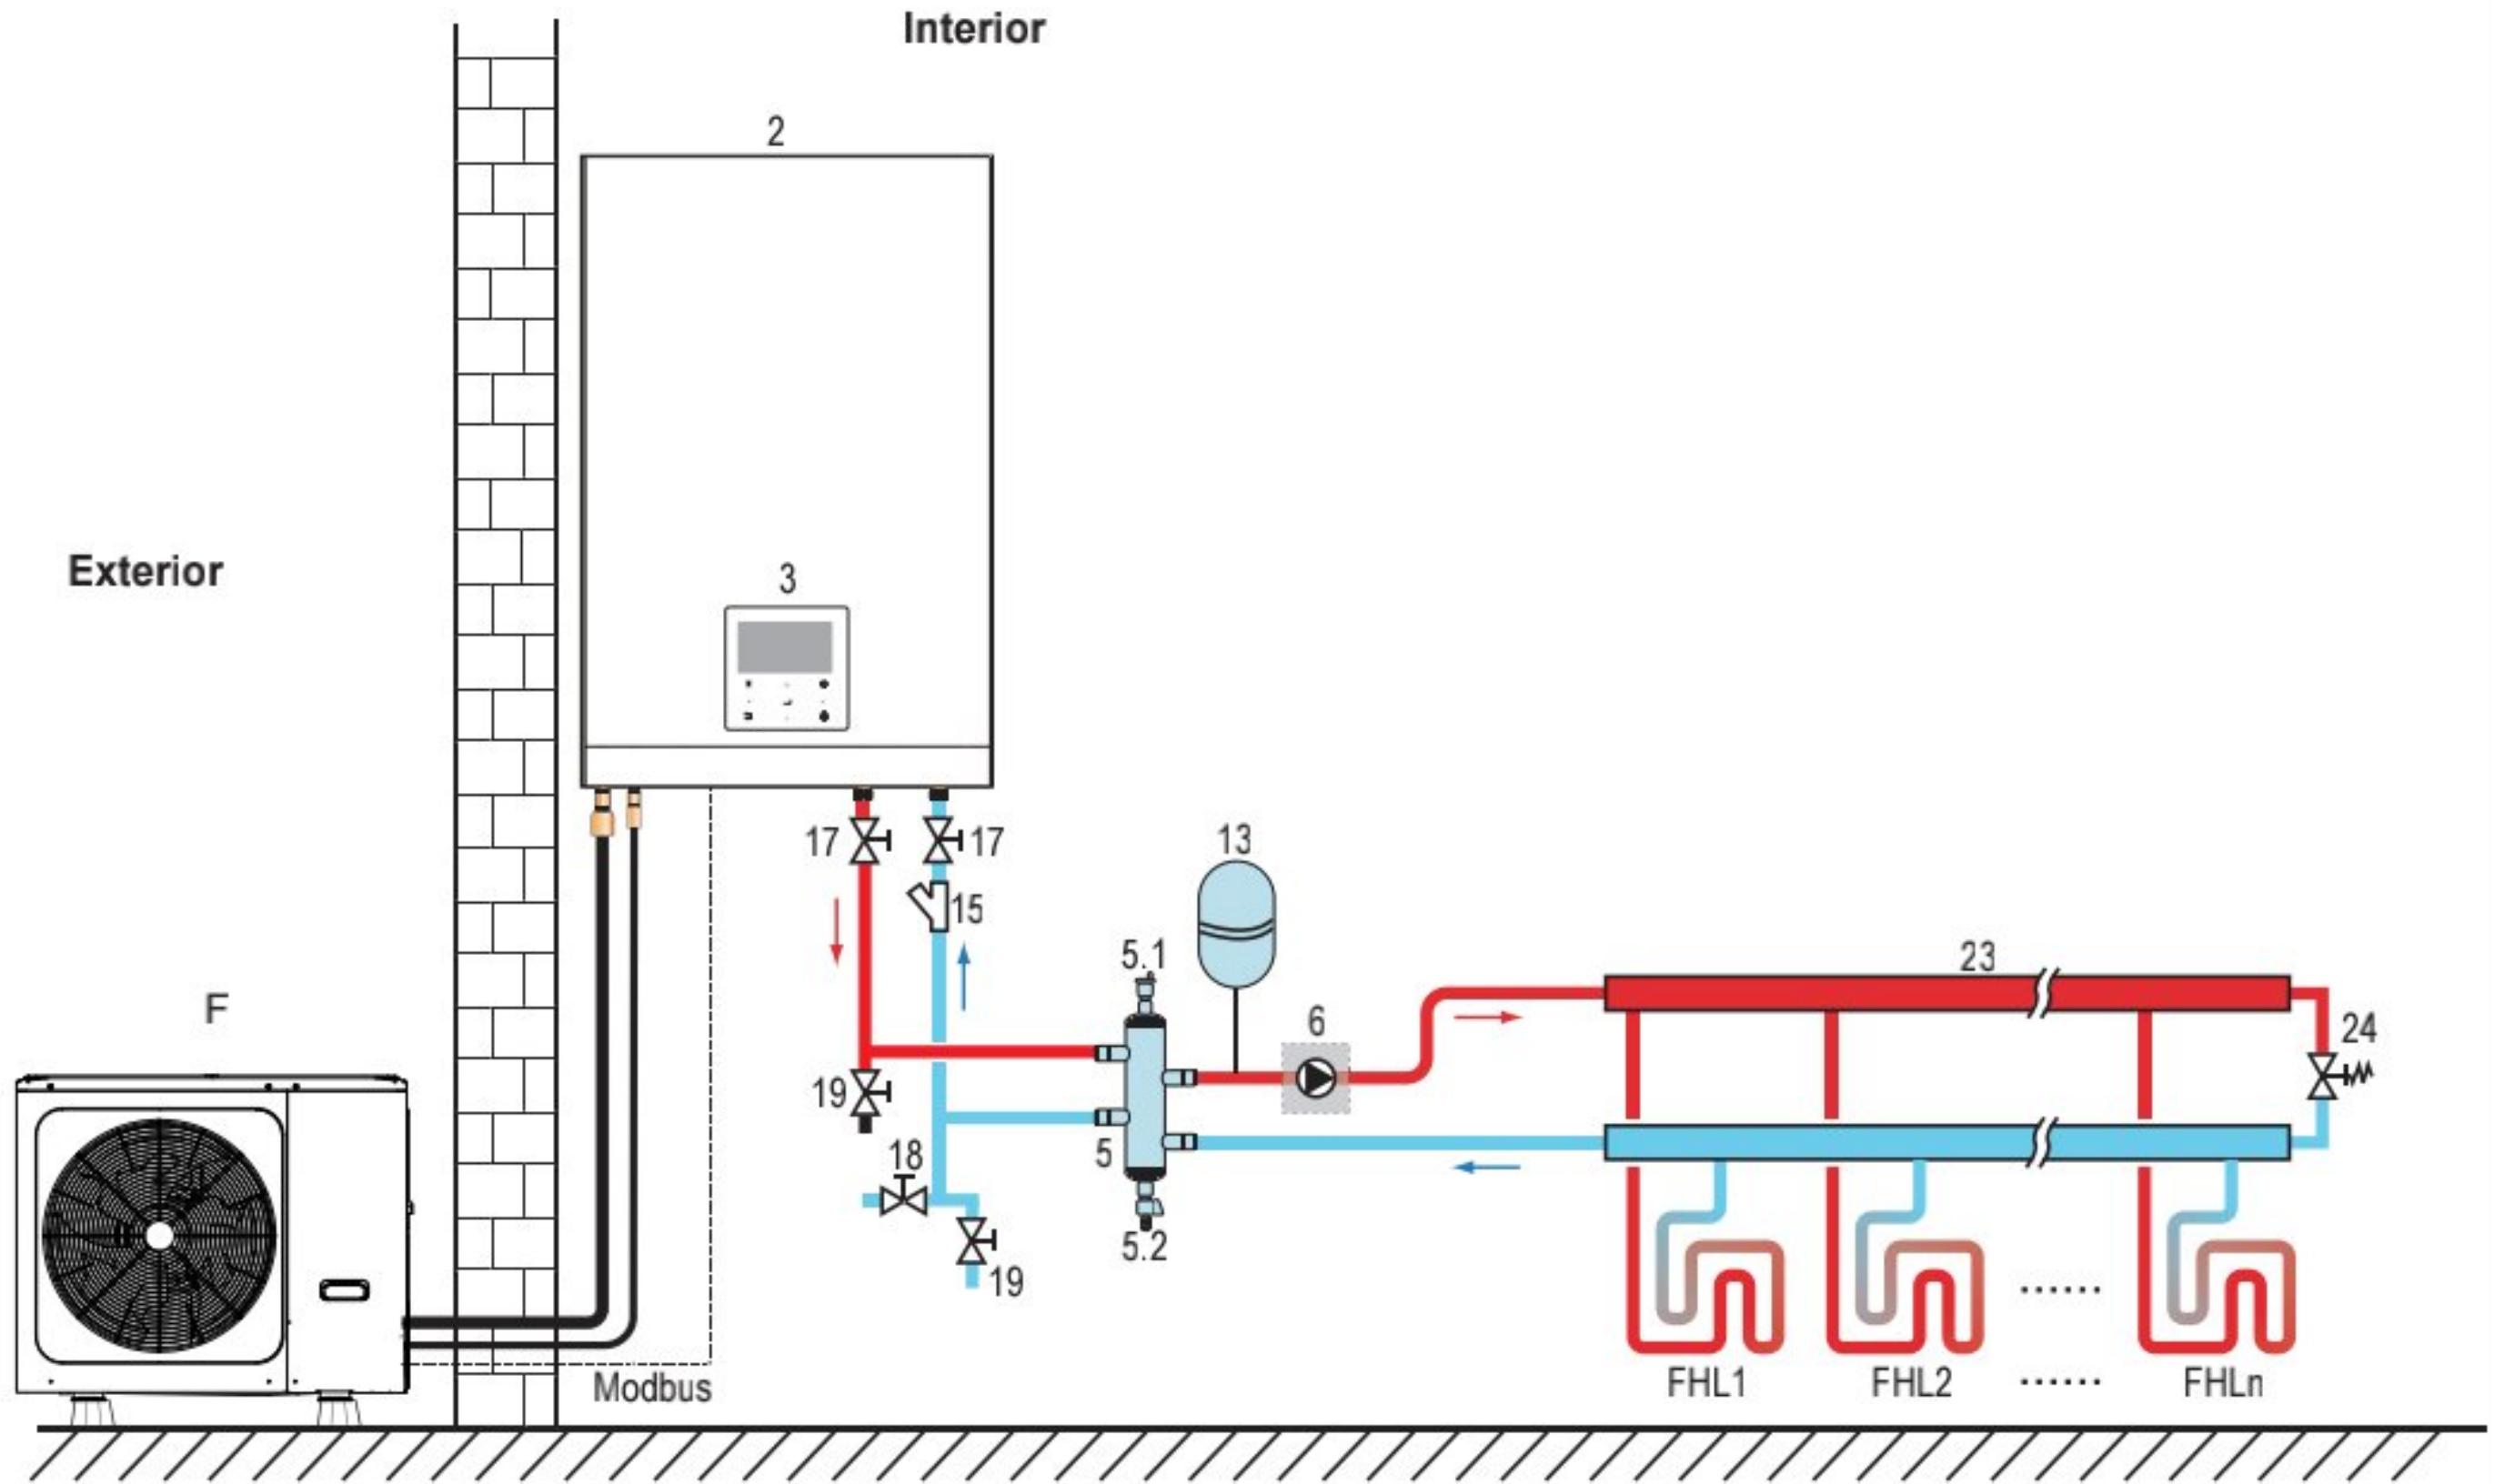 Interior
2
Exterior
3
17
17
13
15
5.1
23
F
6
24
19
5
18
5.2
19
Modbus
FHL1
FHL2
......
......
FHLn